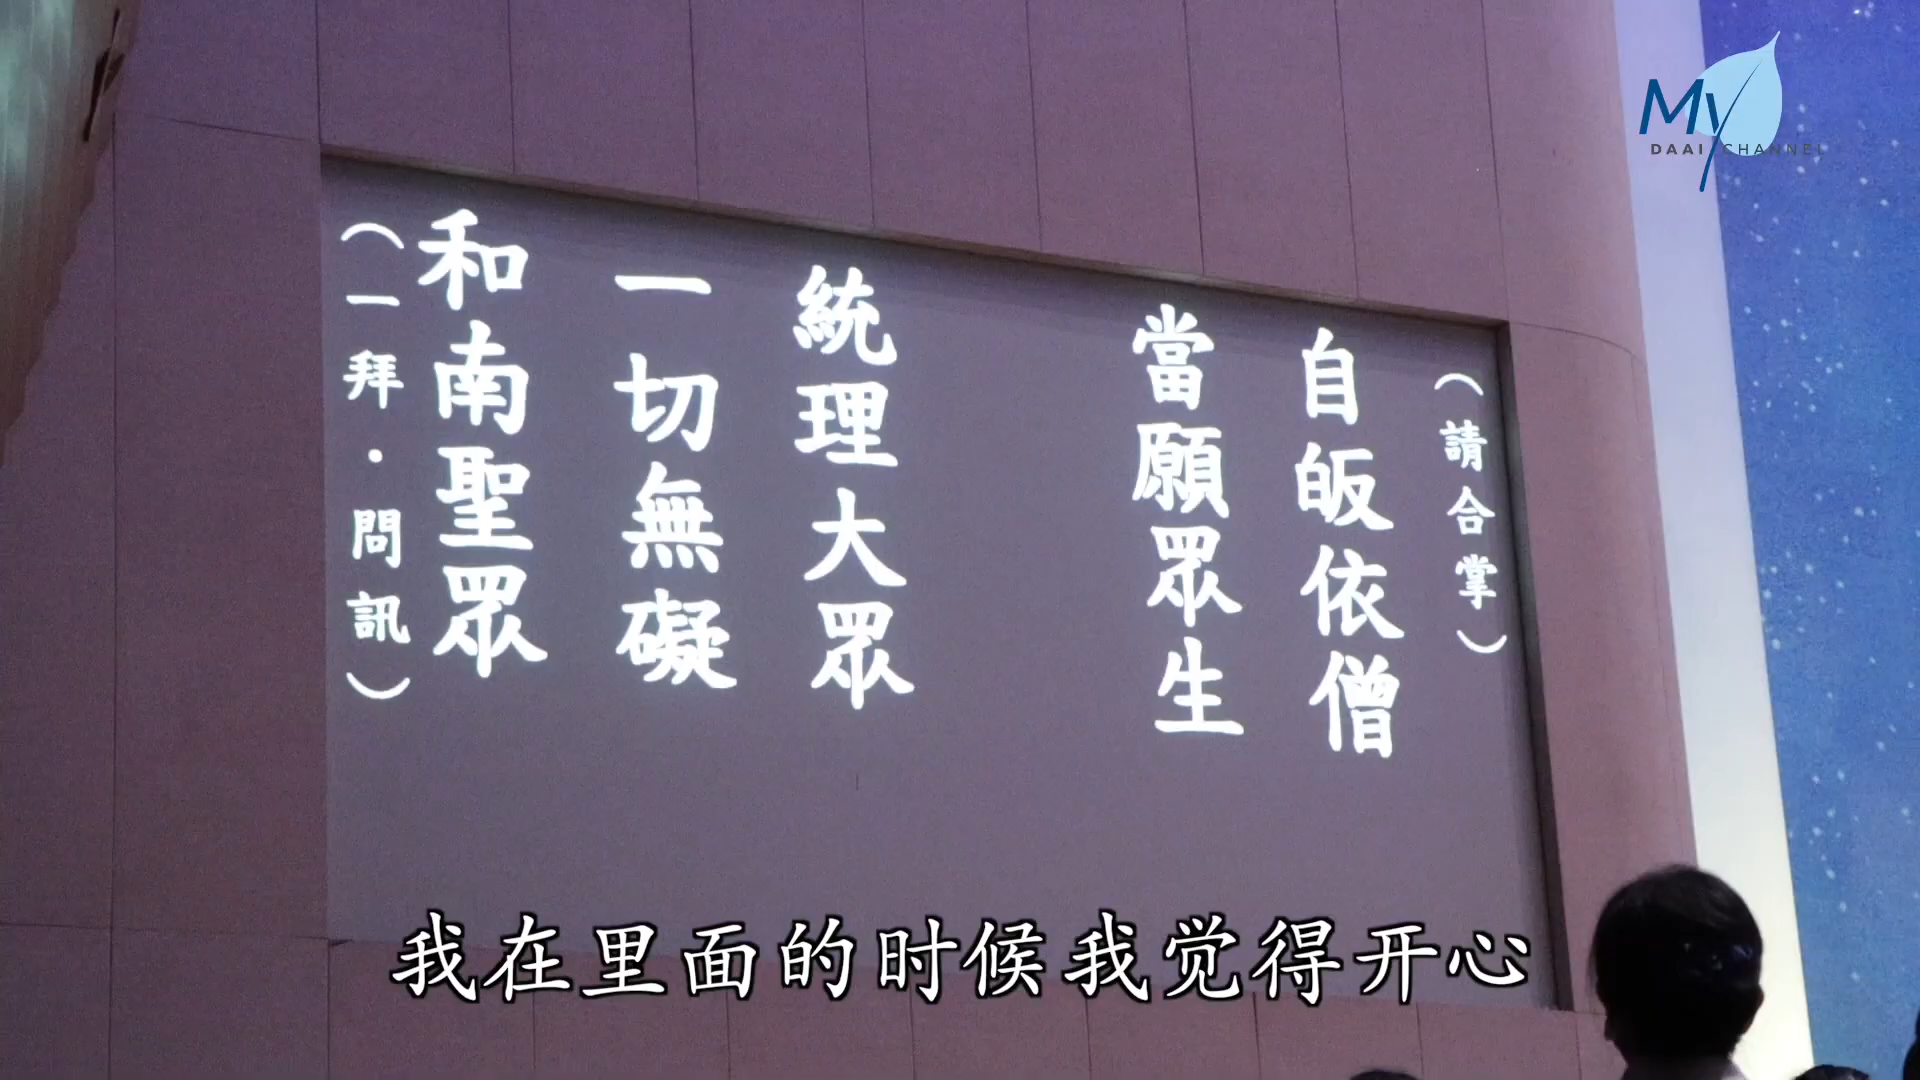 （請合掌）
自皈依僧
當願眾生
統理大眾
一切無礙
和南聖眾
（一拜．問訊）
My
DAAI CHANNEL
我在里面的时候我觉得开心